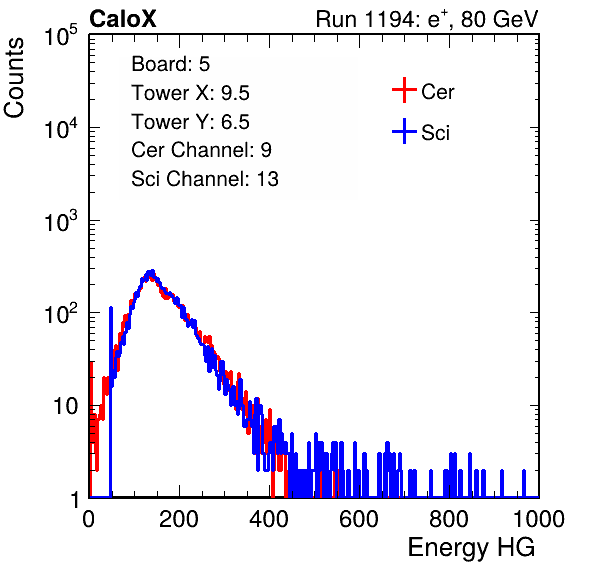 CaloX Run 1194: e⁺, 80 GeV
Counts
Board: 5
Tower X: 9.5
Tower Y: 6.5
Cer Channel: 9
Sci Channel: 13
Cer
Sci
10⁵
10⁴
10³
10²
10
1
0 200 400 600 800 1000
Energy HG